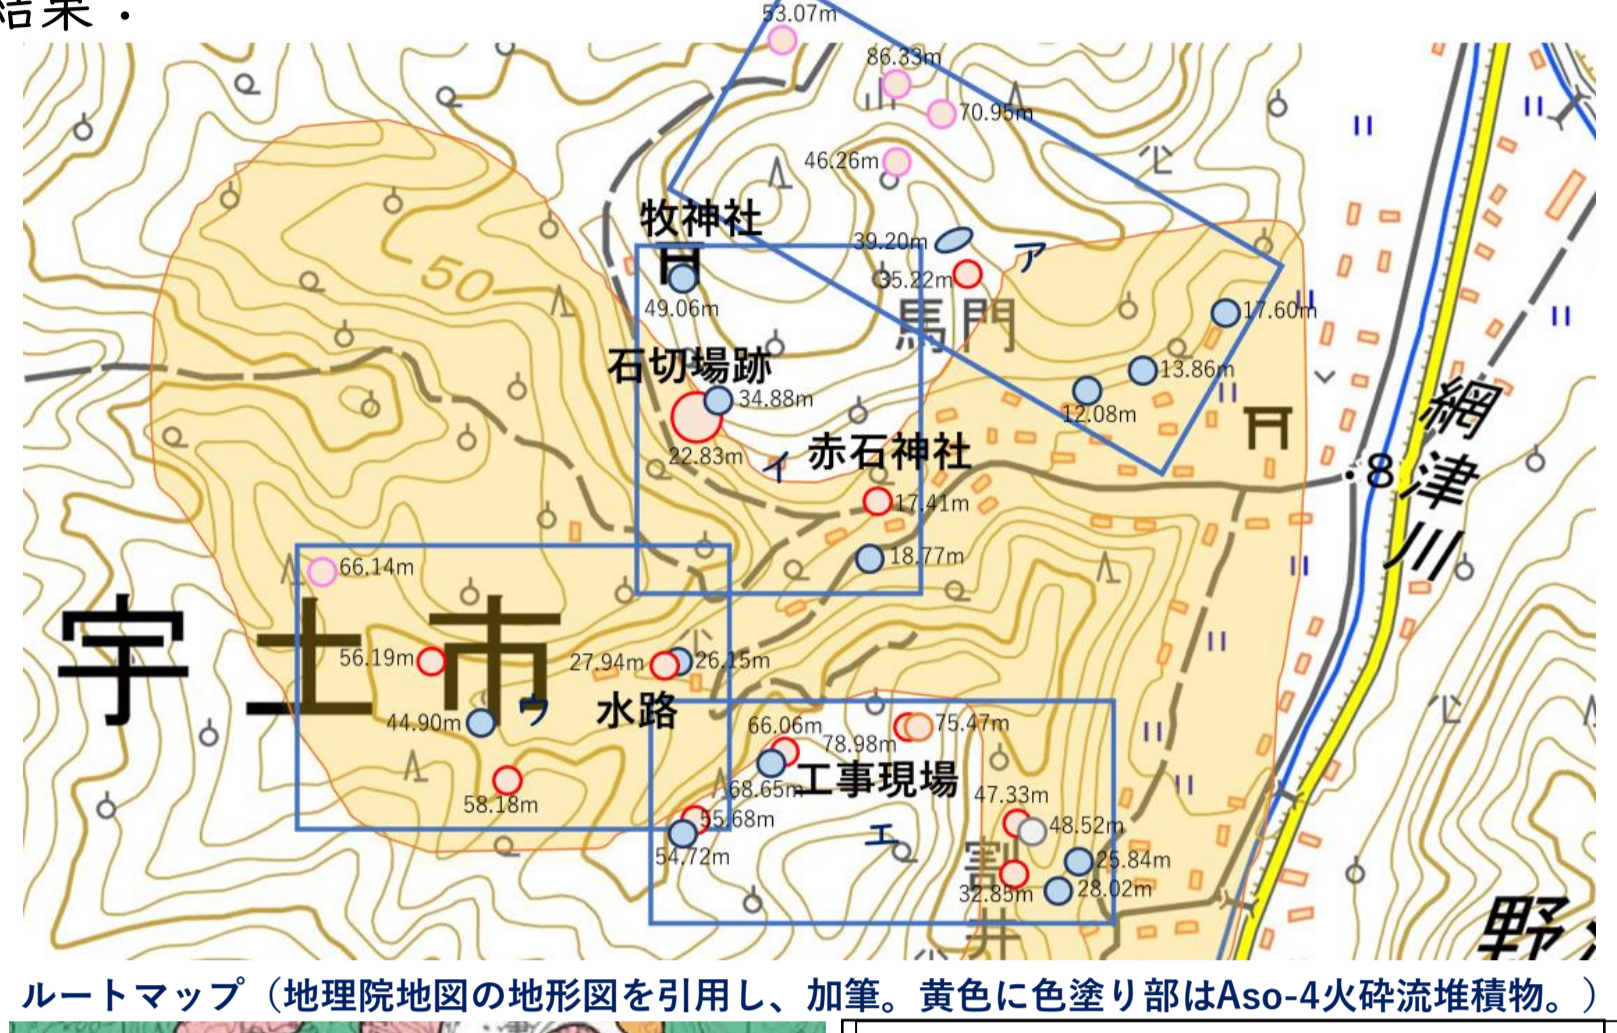 結果：
53.07m
86.33m
70.95m
46.26m
牧神社
39.20m
ア
35.22m
49.06m
馬門
17.60m
50
石切場跡
34.88m
13.86m
12.08m
22.83m
イ
赤石神社
17.41m
・8
網津川
18.77m
66.14m
宇土市
56.19m
27.94m
26.15m
44.90m
ウ
水路
66.06m
78.98m
75.47m
68.65m
工事現場
58.18m
47.33m
55.68m
48.52m
54.72m
エ
割井
25.84m
32.85m
28.02m
野
ルートマップ（地理院地図の地形図を引用し、加筆。黄色に色塗り部はAso-4火砕流堆積物。）